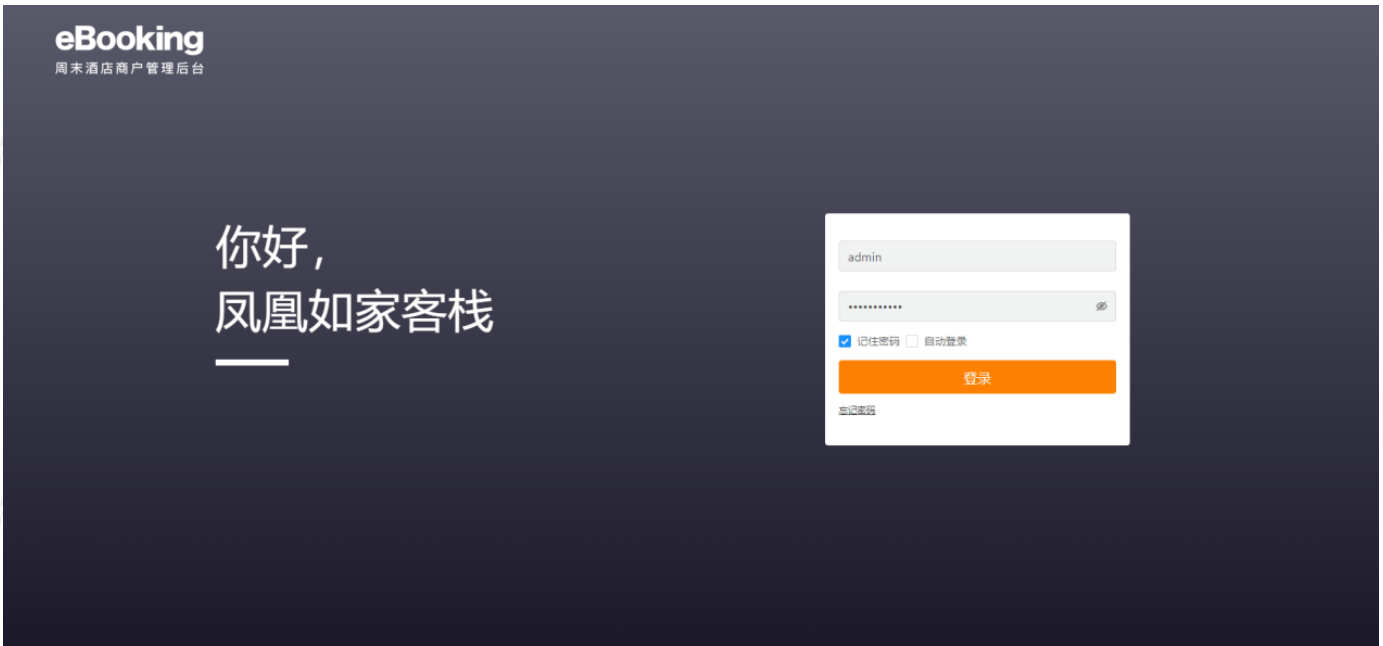 eBooking
周末酒店商户管理后台
你好,
凤凰如家客栈
admin
•••••••••••
记住密码 自动登录
登录
忘记密码